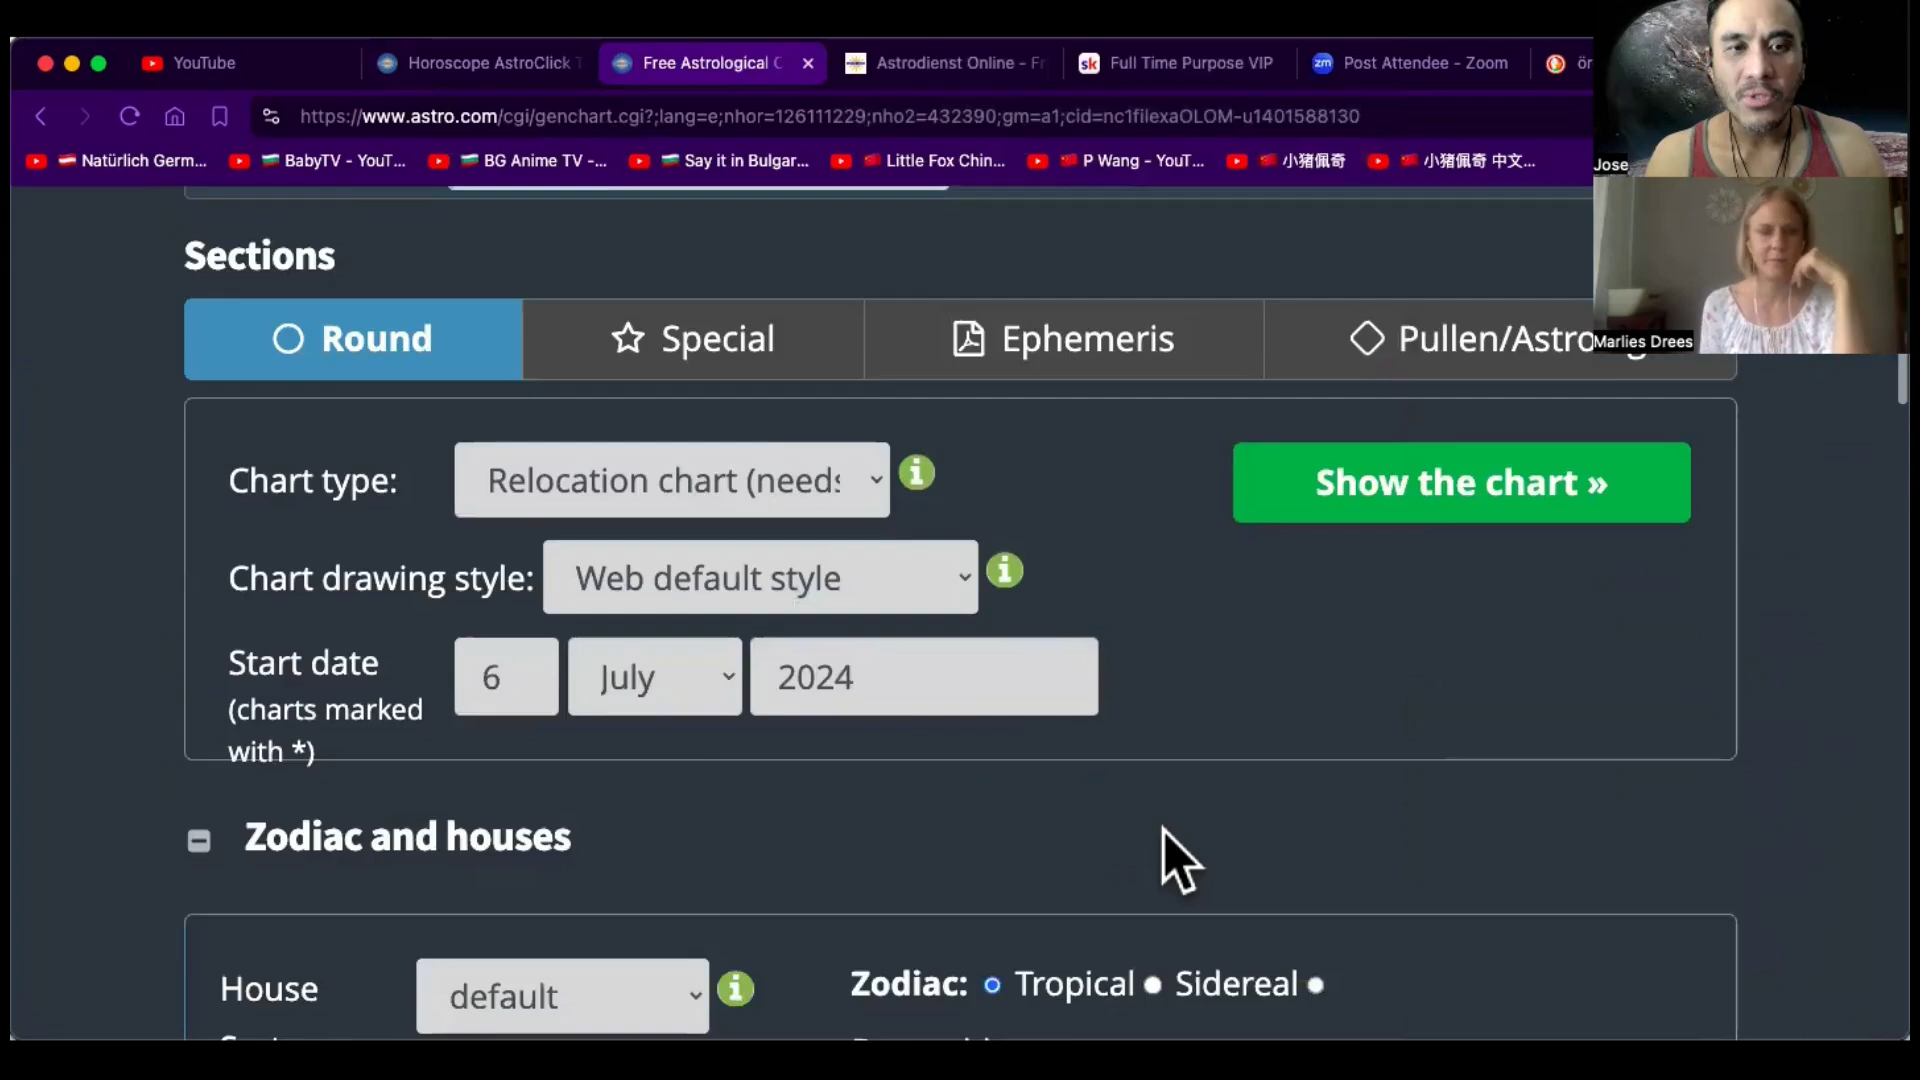 YouTube
Horoscope AstroClick T
Free Astrological C
Astrodienst Online - Fr
sk Full Time Purpose VIP
zm Post Attendee - Zoom
ör
https://www.astro.com/cgi/genchart.cgi?;lang=e;nhor=126111229;nho2=432390;gm=a1;cid=nc1filexaOLOM-u1401588130
Natürlich Germ...
BabyTV - YouT...
BG Anime TV -...
Say it in Bulgar...
Little Fox Chin...
P Wang - YouT...
小猪佩奇
小猪佩奇 中文...
Jose
Marlies Drees
Sections
Round
Special
Ephemeris
Pullen/Astro
Chart type:
Relocation chart (needs
Show the chart »
Chart drawing style:
Web default style
Start date
6
July
2024
(charts marked
with *)
Zodiac and houses
House
default
Zodiac: Tropical Sidereal